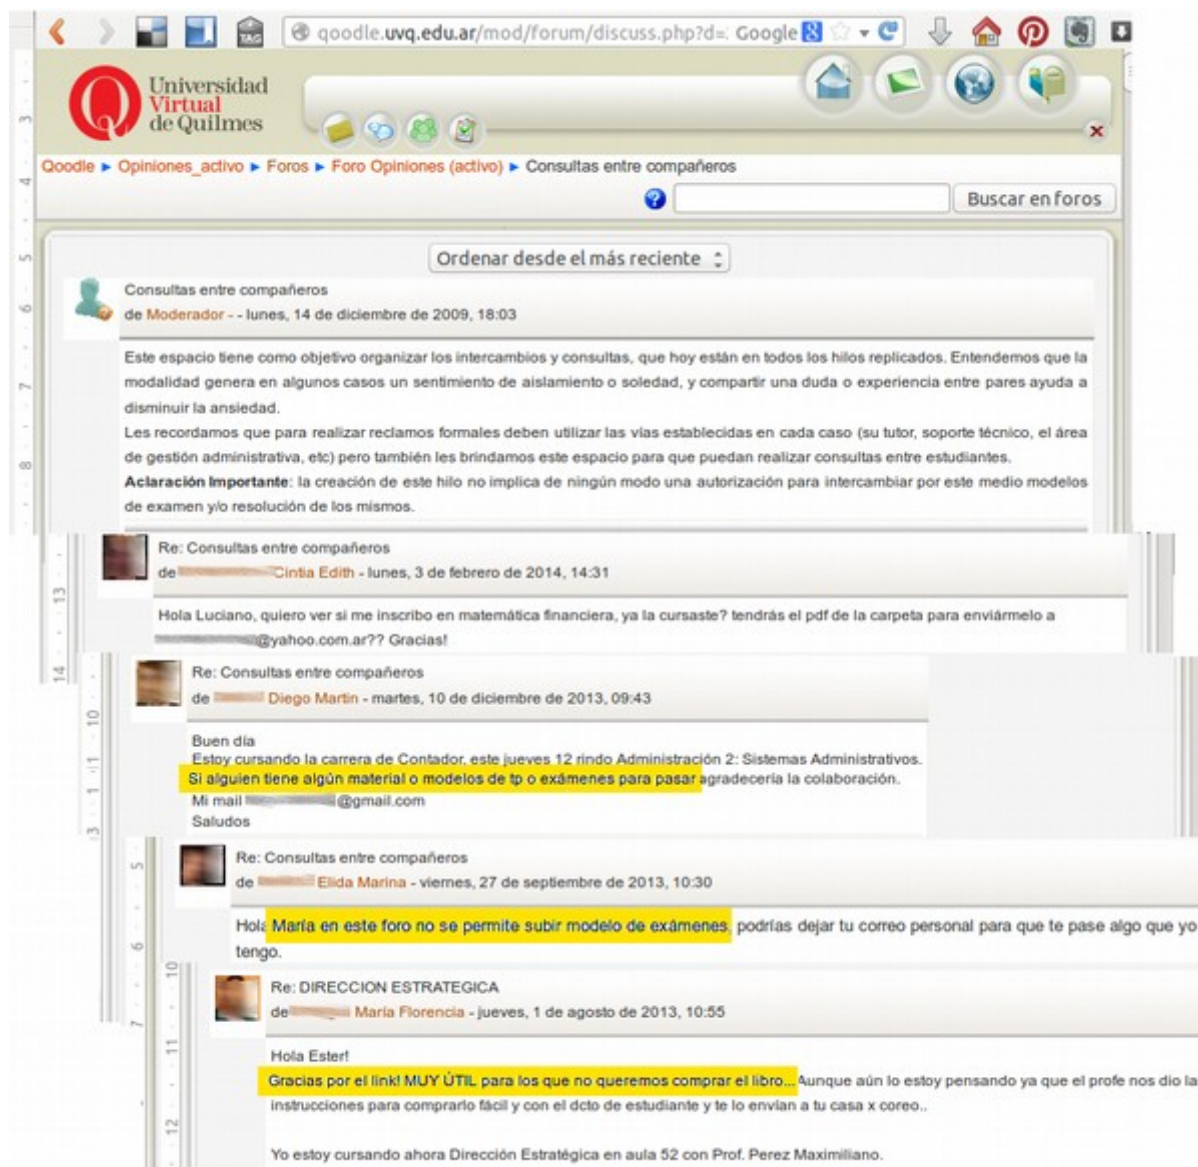 TAG
qoodle.uvq.edu.ar/mod/forum/discuss.php?d=: Google
Universidad
Virtual
de Quilmes
Qoodle ► Opiniones_activo ► Foros ► Foro Opiniones (activo) ► Consultas entre compañeros
Buscar en foros
Ordenar desde el más reciente
Consultas entre compañeros
de Moderador - - lunes, 14 de diciembre de 2009, 18:03
Este espacio tiene como objetivo organizar los intercambios y consultas, que hoy están en todos los hilos replicados. Entendemos que la
modalidad genera en algunos casos un sentimiento de aislamiento o soledad, y compartir una duda o experiencia entre pares ayuda a
disminuir la ansiedad.
Les recordamos que para realizar reclamos formales deben utilizar las vías establecidas en cada caso (su tutor, soporte técnico, el área
de gestión administrativa, etc) pero también les brindamos este espacio para que puedan realizar consultas entre estudiantes.
Aclaración Importante: la creación de este hilo no implica de ningún modo una autorización para intercambiar por este medio modelos
de examen y/o resolución de los mismos.
Re: Consultas entre compañeros
de Cintia Edith - lunes, 3 de febrero de 2014, 14:31
Hola Luciano, quiero ver si me inscribo en matemática financiera, ya la cursaste? tendrás el pdf de la carpeta para enviármelo a
@yahoo.com.ar?? Gracias!
Re: Consultas entre compañeros
de Diego Martin - martes, 10 de diciembre de 2013, 09:43
Buen día
Estoy cursando la carrera de Contador, este jueves 12 rindo Administración 2: Sistemas Administrativos.
Si alguien tiene algún material o modelos de tp o exámenes para pasar agradecería la colaboración.
Mi mail @gmail.com
Saludos
Re: Consultas entre compañeros
de Elida Marina - viernes, 27 de septiembre de 2013, 10:30
Hola María en este foro no se permite subir modelo de exámenes, podrías dejar tu correo personal para que te pase algo que yo
tengo.
Re: DIRECCION ESTRATEGICA
de María Florencia - jueves, 1 de agosto de 2013, 10:55
Hola Ester!
Gracias por el link! MUY ÚTIL para los que no queremos comprar el libro... Aunque aún lo estoy pensando ya que el profe nos dio la
instrucciones para comprarlo fácil y con el dcto de estudiante y te lo envían a tu casa x coreo..
Yo estoy cursando ahora Dirección Estratégica en aula 52 con Prof. Perez Maximiliano.